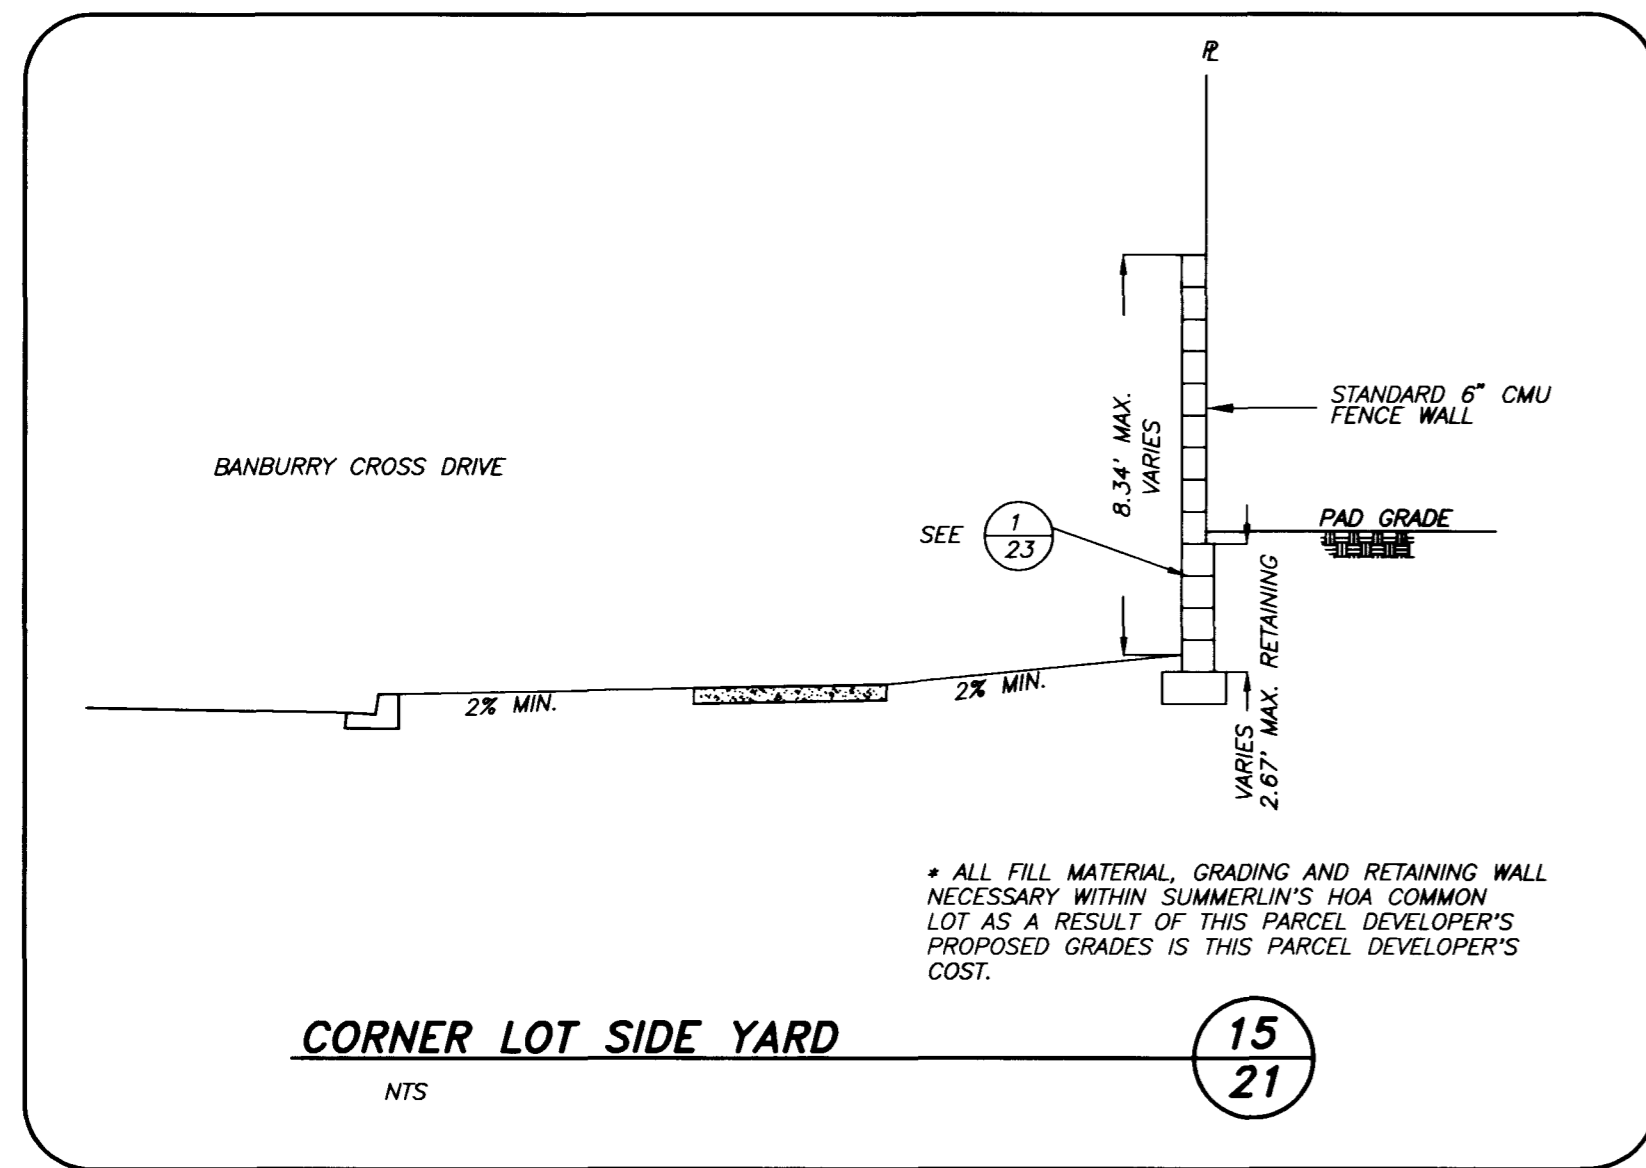 PL
STANDARD 6" CMU
FENCE WALL
8.34' MAX.
VARIES
BANBURRY CROSS DRIVE
SEE
1
23
PAD GRADE
2% MIN.
2% MIN.
VARIES
2.67' MAX. RETAINING
* ALL FILL MATERIAL, GRADING AND RETAINING WALL
NECESSARY WITHIN SUMMERLIN'S HOA COMMON
LOT AS A RESULT OF THIS PARCEL DEVELOPER'S
PROPOSED GRADES IS THIS PARCEL DEVELOPER'S
COST.
CORNER LOT SIDE YARD
NTS
15
21